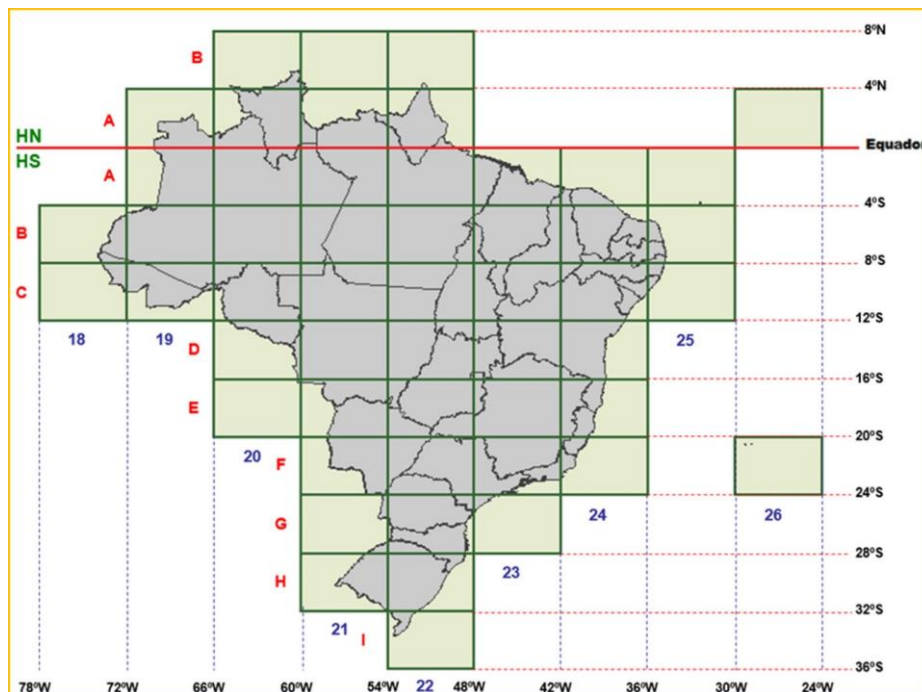 8ºN
B
4ºN
A
HN
Equador
HS
A
4ºS
B
8ºS
C
12ºS
18
19
25
D
16ºS
E
20ºS
20
F
24ºS
24
26
G
28ºS
23
H
32ºS
21
I
36ºS
78ºW
72ºW
66ºW
60ºW
54ºW
22
48ºW
42ºW
36ºW
30ºW
24ºW